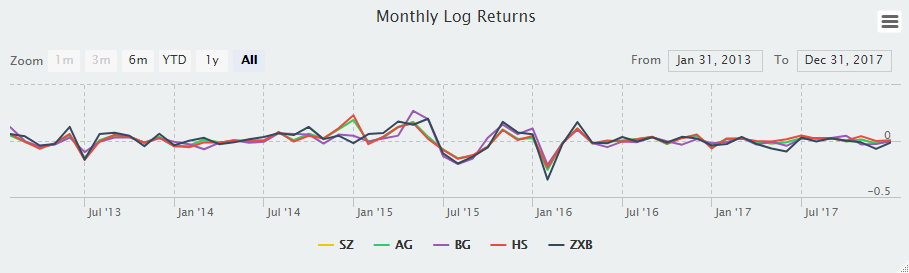 Monthly Log Returns
Zoom 1m 3m 6m YTD 1y All From Jan 31, 2013 To Dec 31, 2017
0
-0.5
Jul '13 Jan '14 Jul '14 Jan '15 Jul '15 Jan '16 Jul '16 Jan '17 Jul '17
SZ AG BG HS ZXB